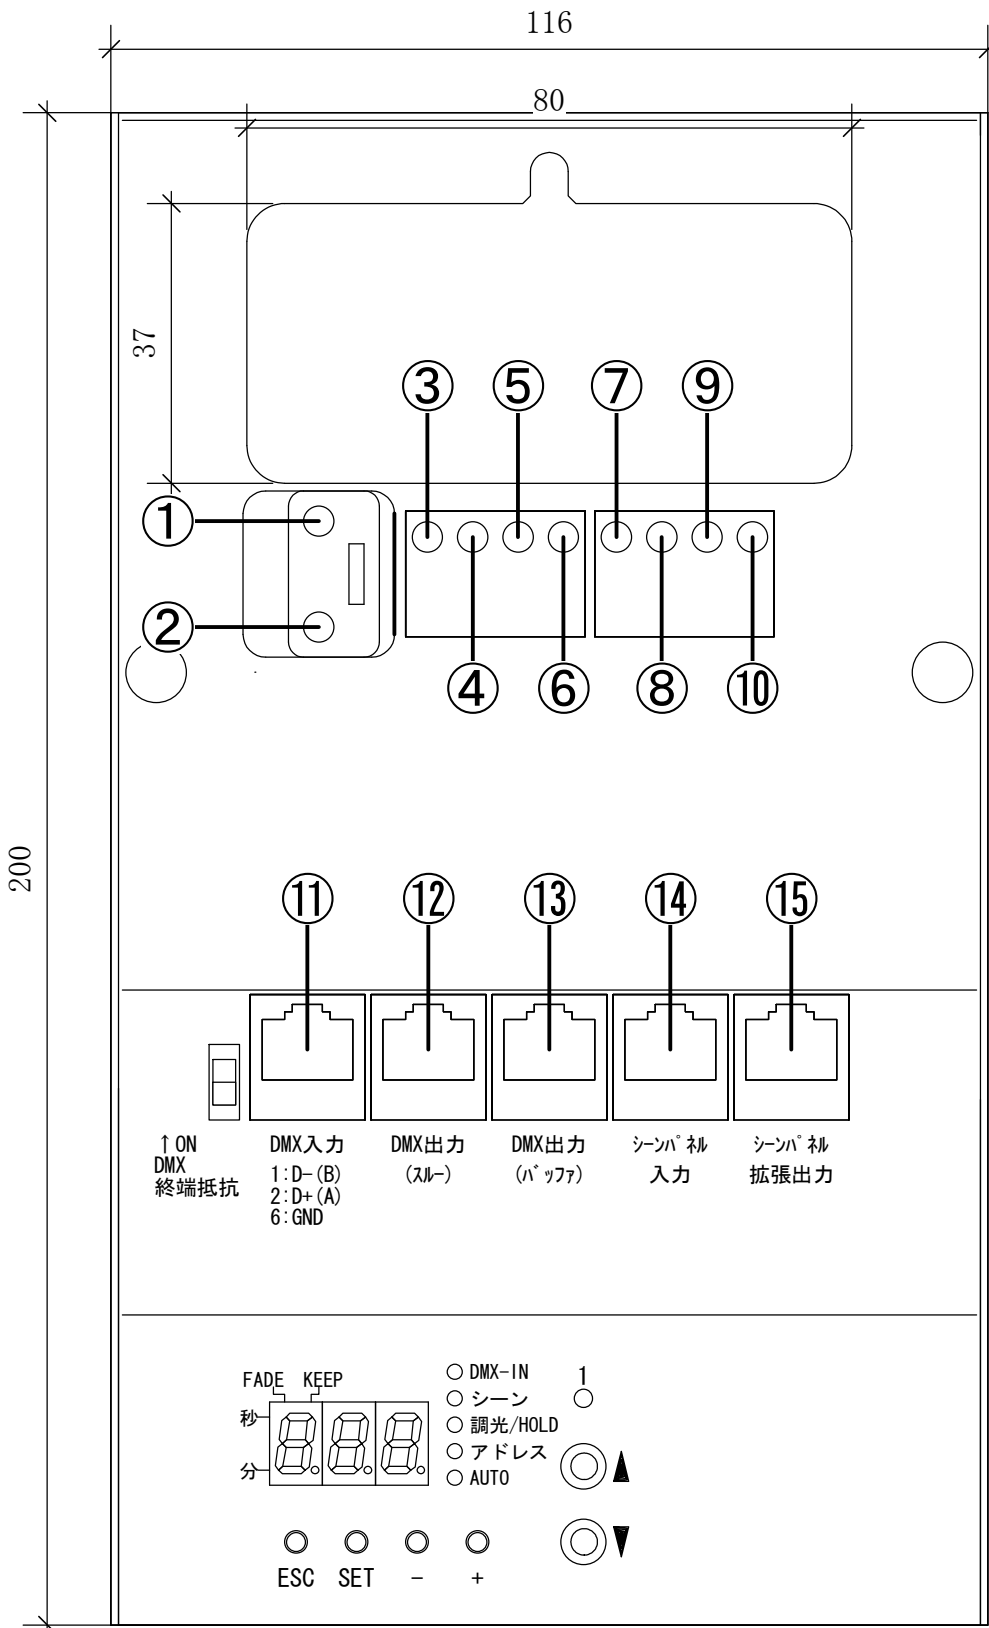 116
80
37
200
③ ⑤ ⑦ ⑨
①
②
④ ⑥ ⑧ ⑩
⑪ ⑫ ⑬ ⑭ ⑮
↑ON
DMX
終端抵抗
DMX入力
1:D-(B)
2:D+(A)
6:GND
DMX出力
(ｽﾙｰ)
DMX出力
(ﾊﾞｯﾌｧ)
ｼｰﾝﾊﾟﾈﾙ
入力
ｼｰﾝﾊﾟﾈﾙ
拡張出力
FADE KEEP
秒
分
8.8.8.
DMX-IN
シーン
調光/HOLD
アドレス
AUTO
1
▲
▼
ESC SET - +